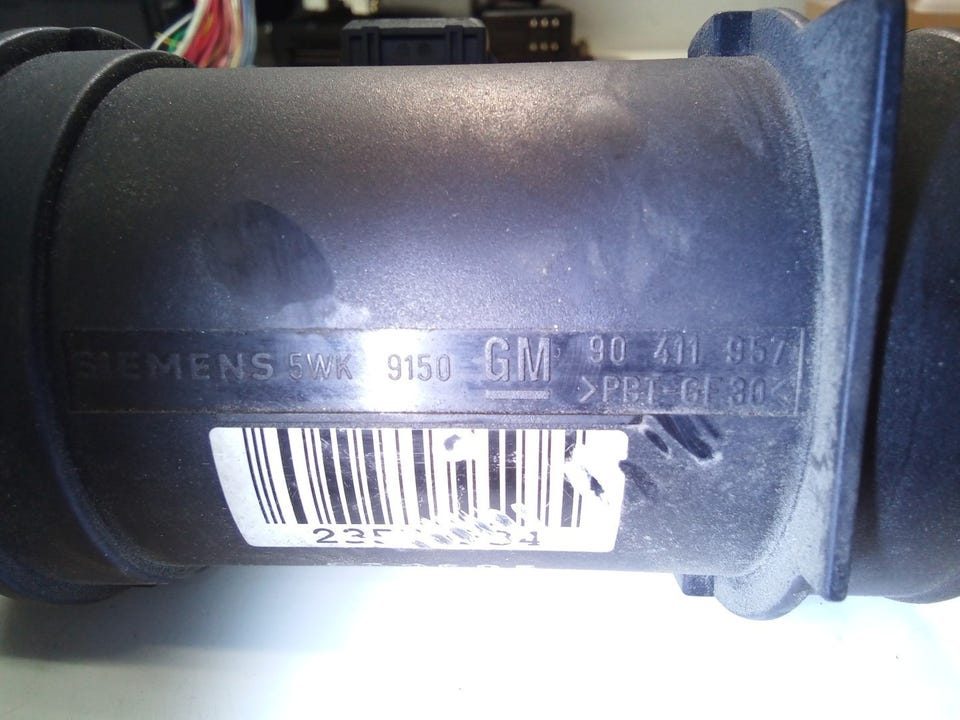 SIEMENS 5WK 9150 GM 90 411 957
>PBT-GF30<